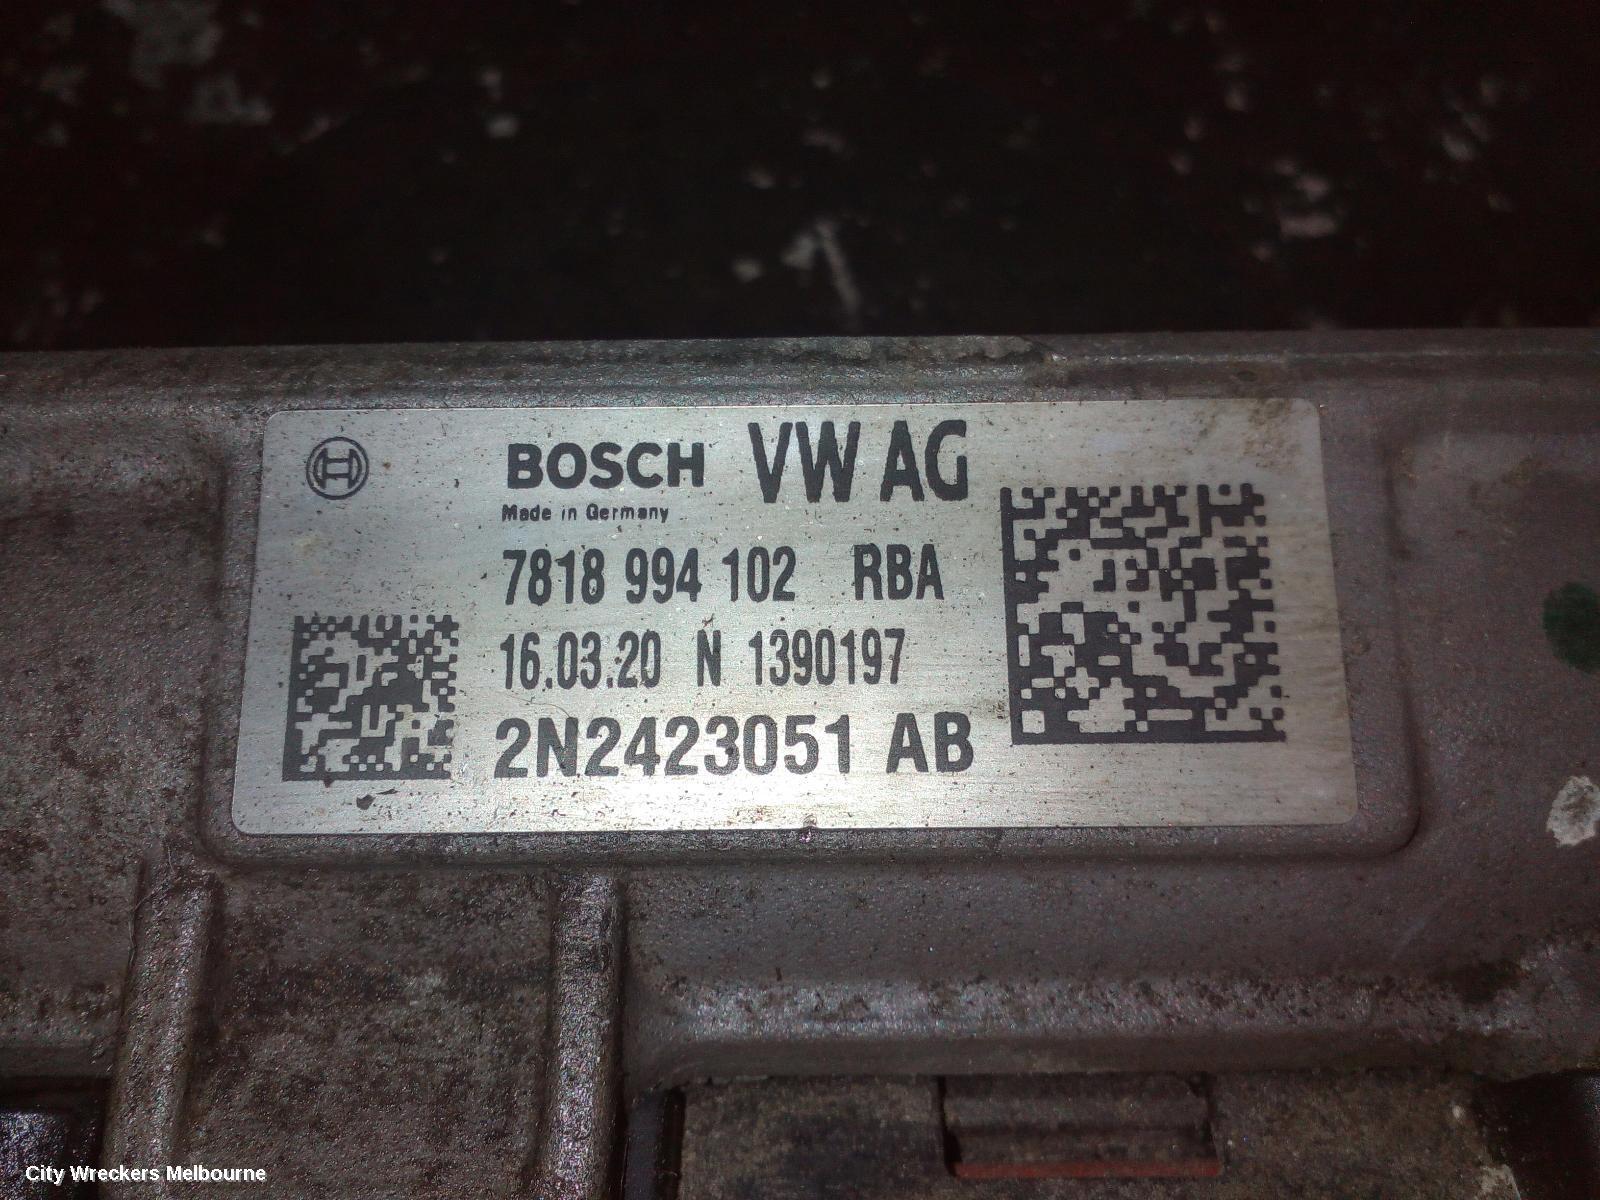 BOSCH VW AG
Made in Germany
7818 994 102 RBA
16.03.20 N 1390197
2N2423051 AB
City Wreckers Melbourne